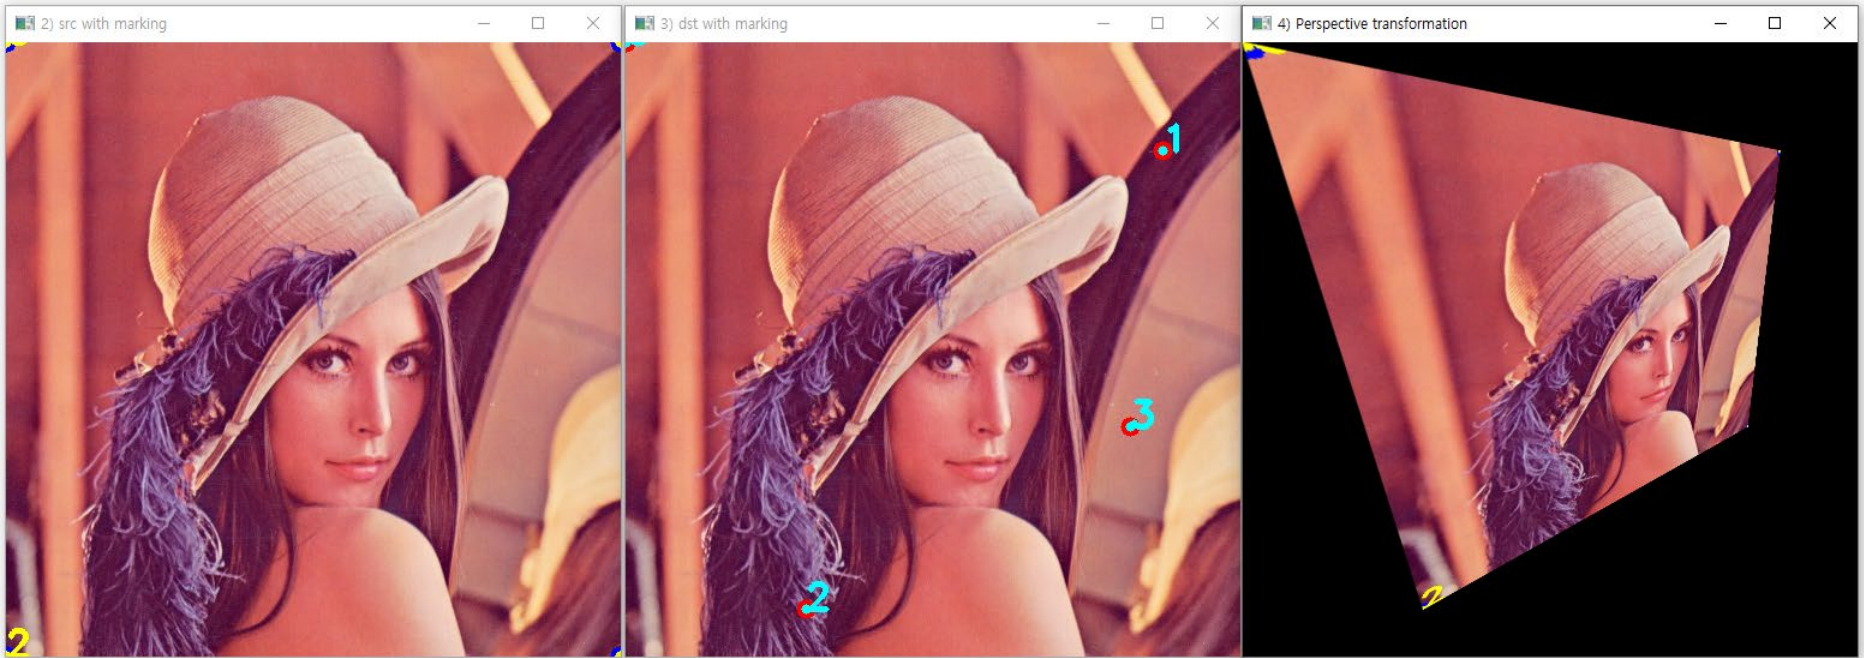 2) src with marking
2
3) dst with marking
1
3
2
4) Perspective transformation
2